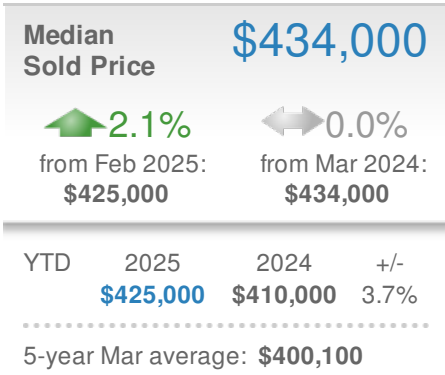 Median $434,000
Sold Price
2.1% 0.0%
from Feb 2025: from Mar 2024:
$425,000 $434,000
YTD 2025 2024 +/-
$425,000 $410,000 3.7%
5-year Mar average: $400,100